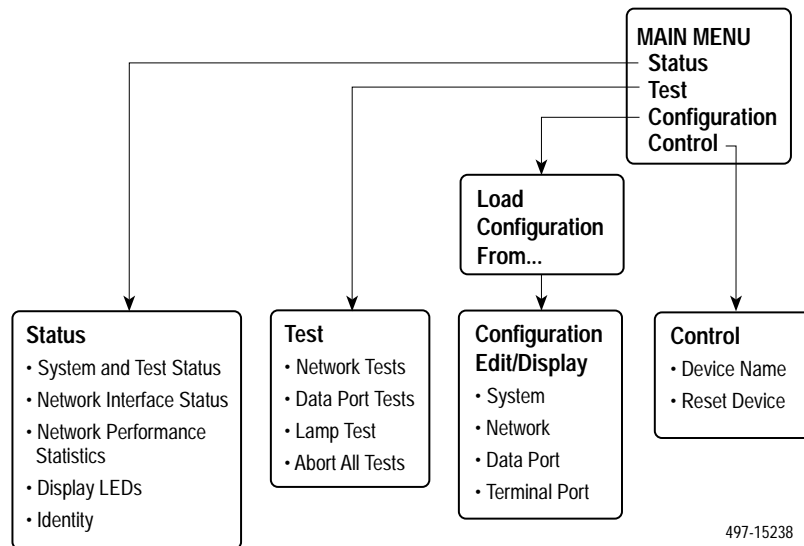 MAIN MENU
Status
Test
Configuration
Control
Load
Configuration
From...
Status
• System and Test Status
• Network Interface Status
• Network Performance
Statistics
• Display LEDs
• Identity
Test
• Network Tests
• Data Port Tests
• Lamp Test
• Abort All Tests
Configuration
Edit/Display
• System
• Network
• Data Port
• Terminal Port
Control
• Device Name
• Reset Device
497-15238